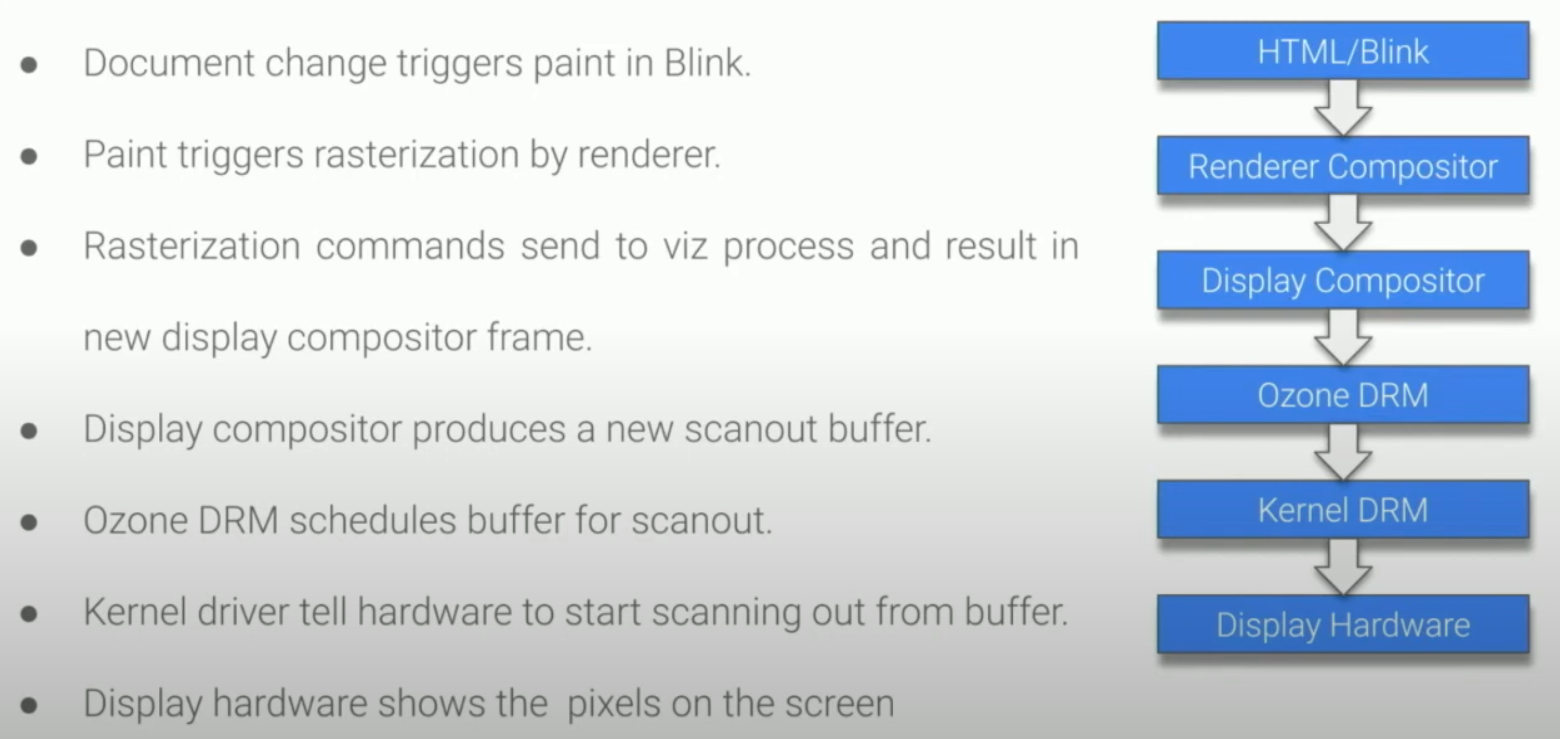 ● Document change triggers paint in Blink.
● Paint triggers rasterization by renderer.
● Rasterization commands send to viz process and result in
new display compositor frame.
● Display compositor produces a new scanout buffer.
● Ozone DRM schedules buffer for scanout.
● Kernel driver tell hardware to start scanning out from buffer.
● Display hardware shows the pixels on the screen
HTML/Blink
Renderer Compositor
Display Compositor
Ozone DRM
Kernel DRM
Display Hardware